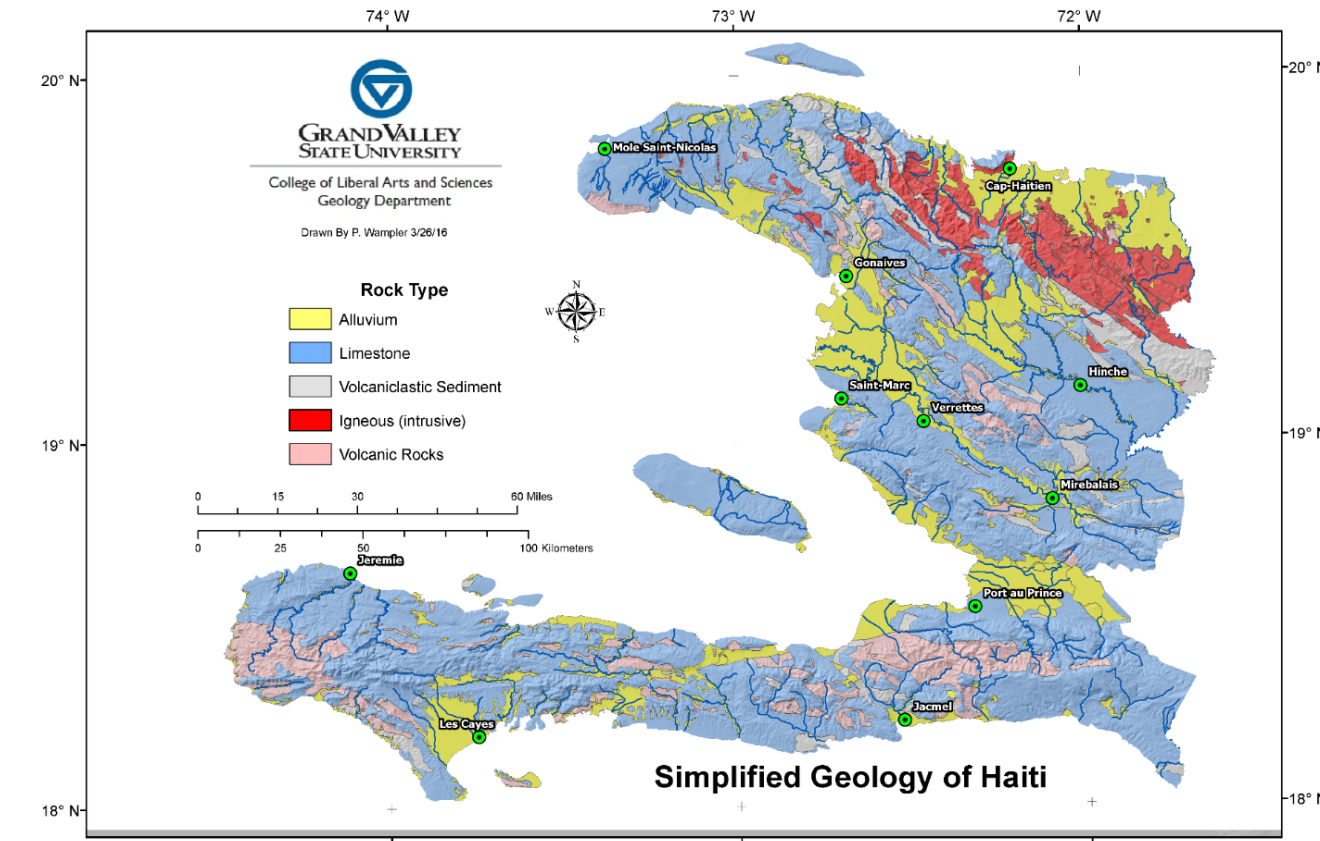 74° W
73° W
72° W
20° N
20° N
GRAND VALLEY
STATE UNIVERSITY
College of Liberal Arts and Sciences
Geology Department
Drawn By P. Wampler 3/26/16
Mole Saint-Nicolas
Cap-Haitien
Gonaives
Rock Type
Alluvium
Limestone
Volcaniclastic Sediment
Igneous (intrusive)
Volcanic Rocks
N
W
E
S
Saint-Marc
Hinche
Verrettes
19° N
19° N
Mirebalais
0 15 30 60 Miles
0 25 50 100 Kilometers
Jeremie
Port au Prince
Jacmel
Les Cayes
Simplified Geology of Haiti
18° N
18° N